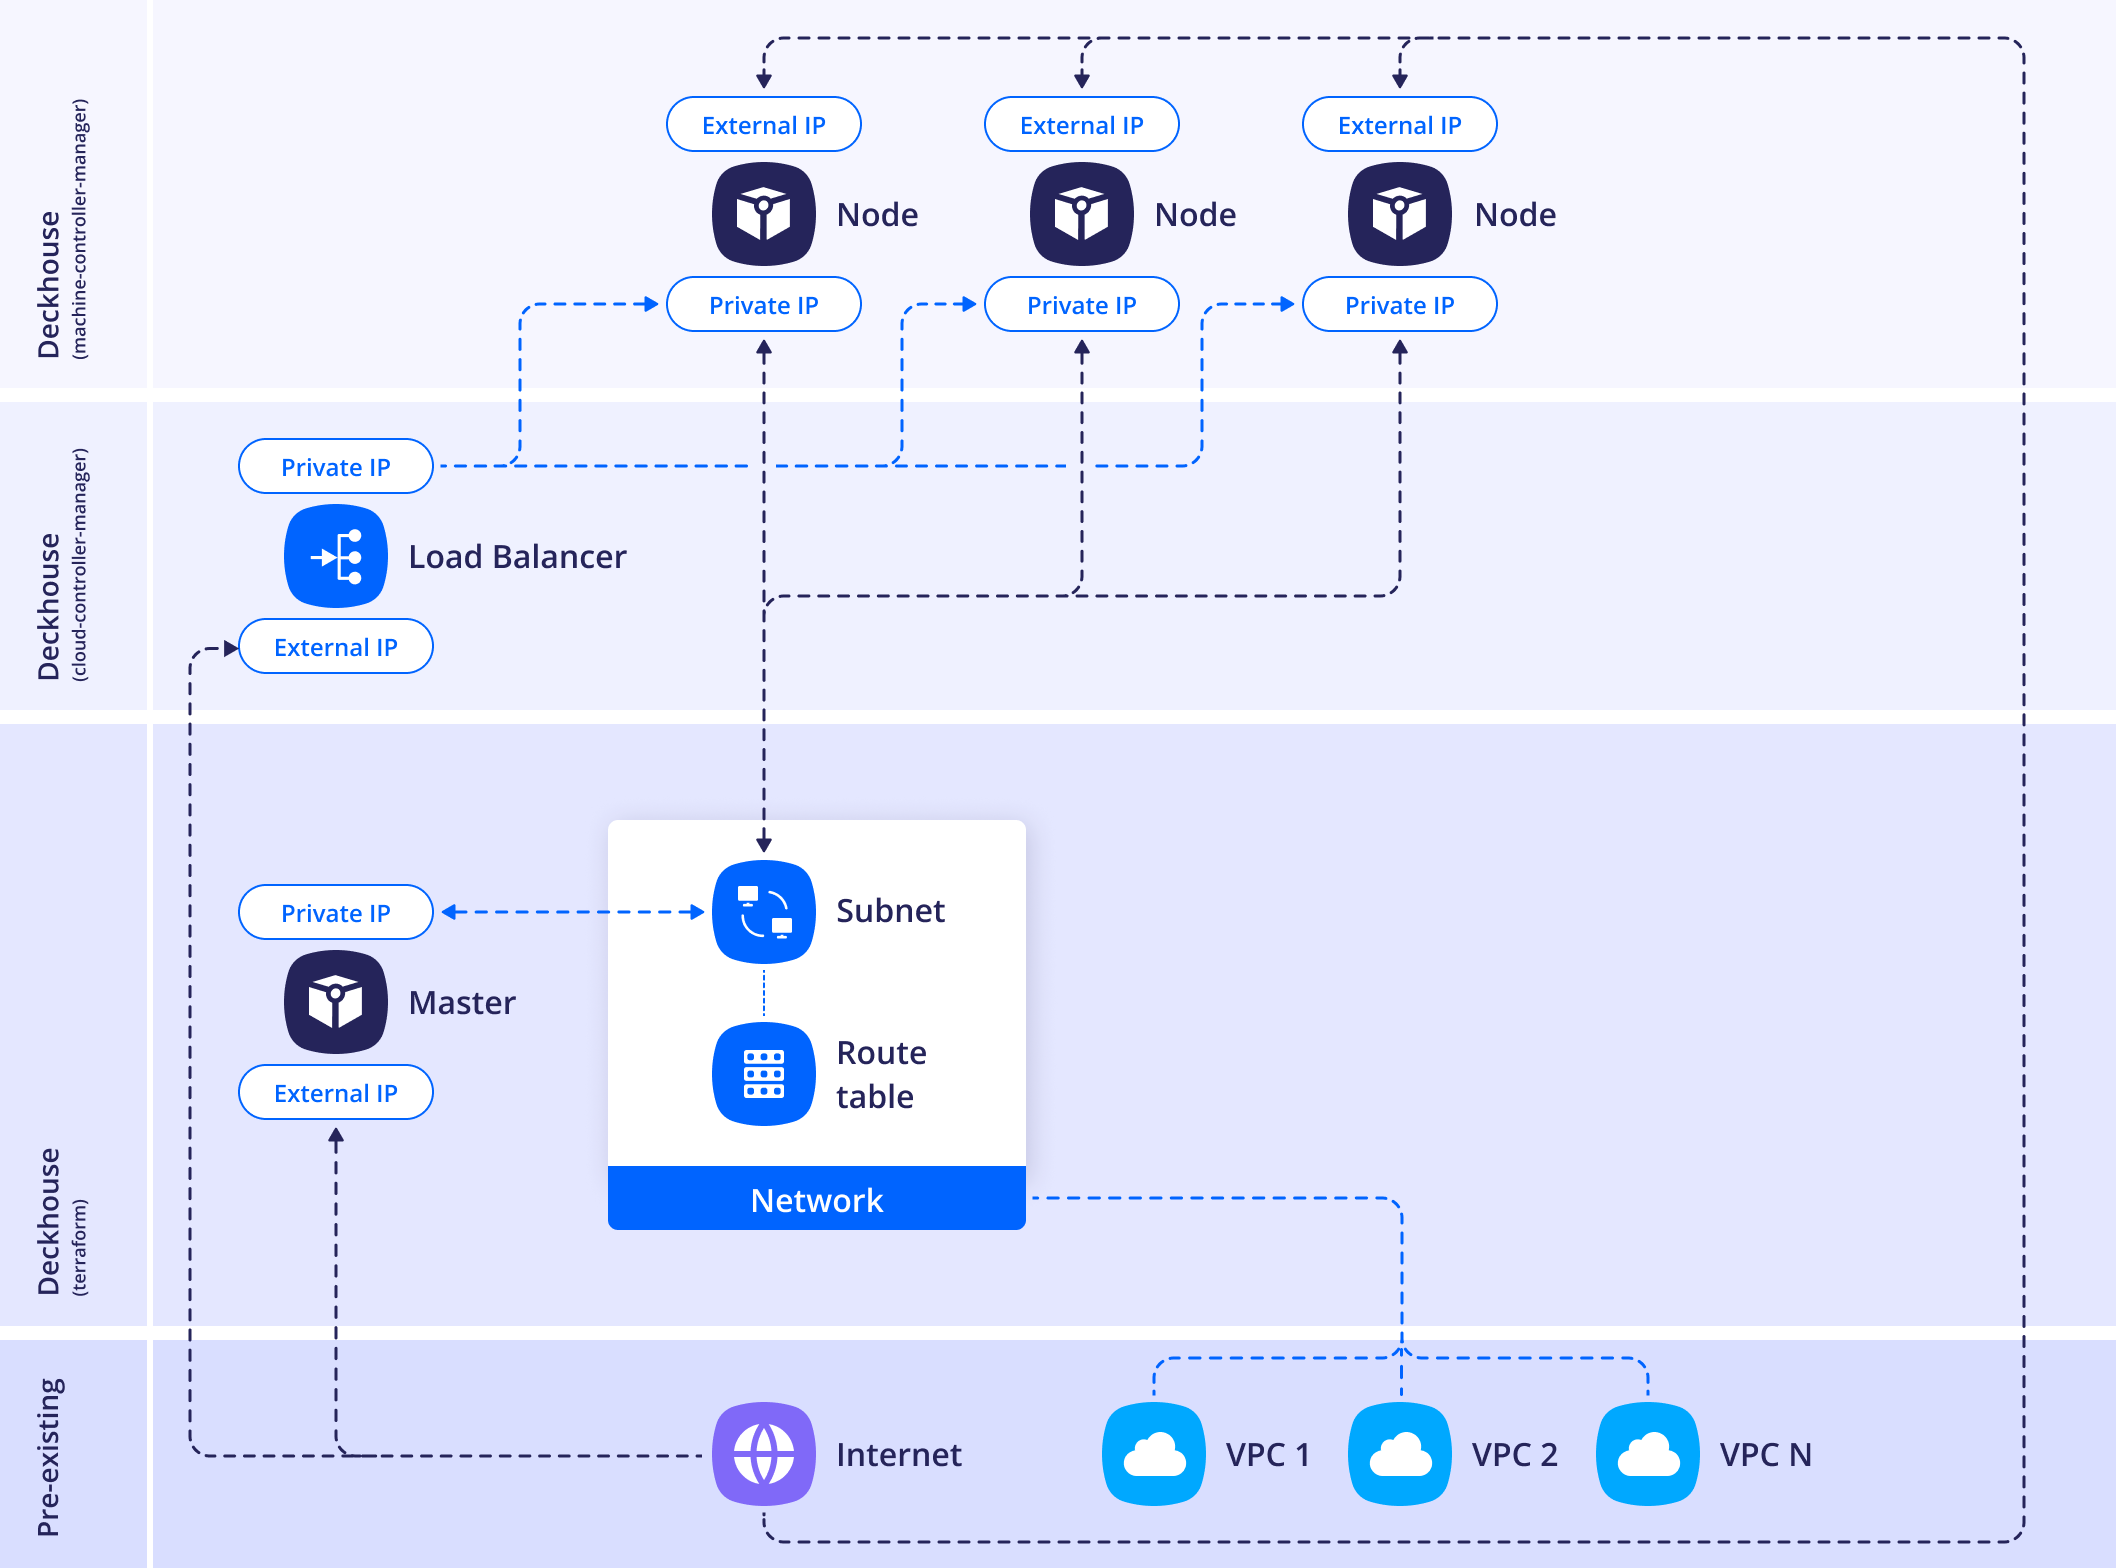 Deckhouse
(machine-controller-manager)
External IP
External IP
External IP
Node
Node
Node
Private IP
Private IP
Private IP
Deckhouse
(cloud-controller-manager)
Private IP
Load Balancer
External IP
Deckhouse
(terraform)
Private IP
Master
External IP
Subnet
Route
table
Network
Pre-existing
Internet
VPC 1
VPC 2
VPC N